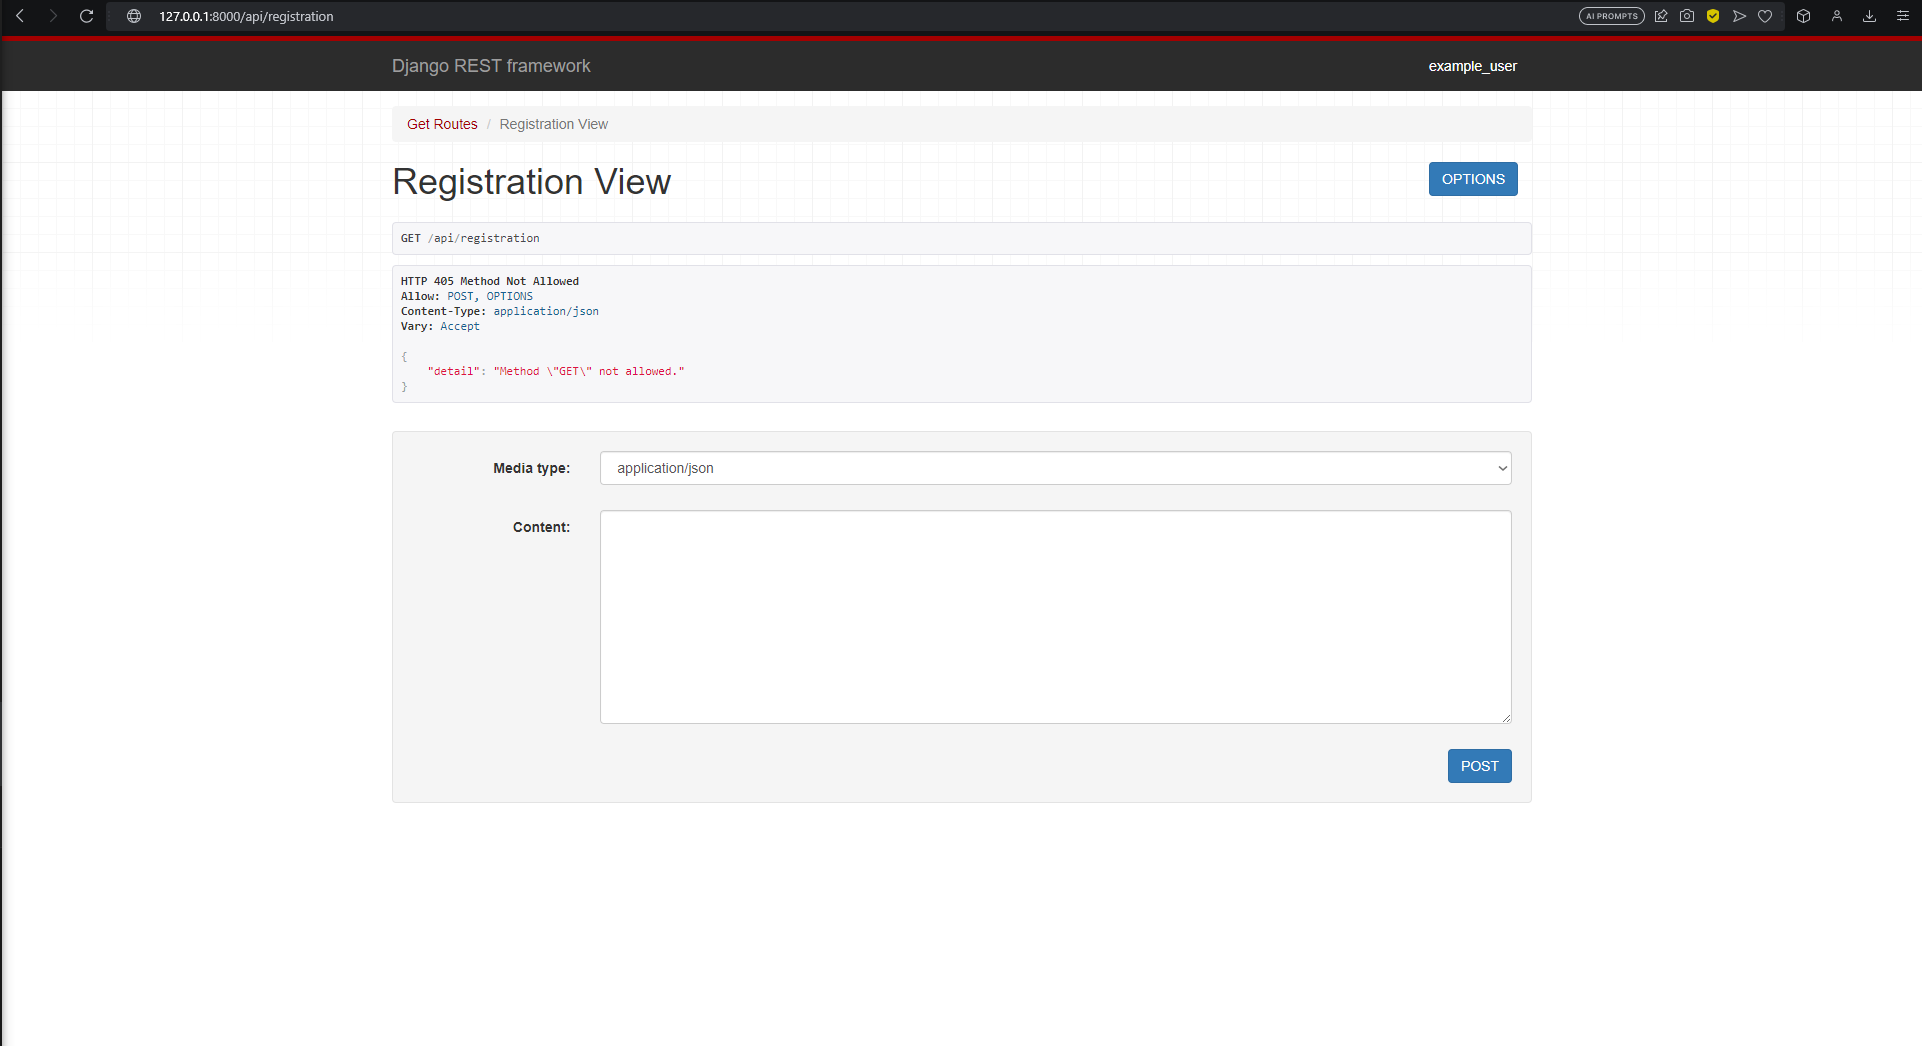 127.0.0.1:8000/api/registration
AI PROMPTS
Django REST framework
example_user
Get Routes / Registration View
Registration View
OPTIONS
GET /api/registration
HTTP 405 Method Not Allowed
Allow: POST, OPTIONS
Content-Type: application/json
Vary: Accept
{
"detail": "Method \"GET\" not allowed."
}
Media type:
application/json
Content:
POST